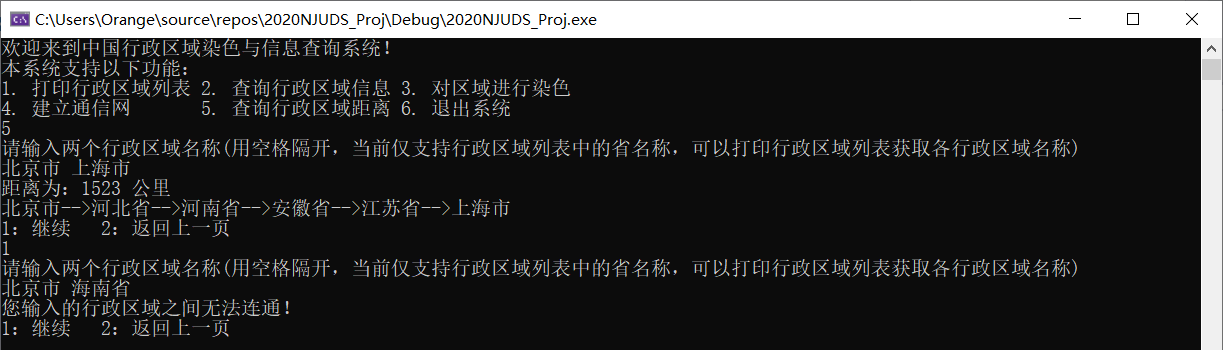 C:\Users\Orange\source\repos\2020NJUDS_Proj\Debug\2020NJUDS_Proj.exe
欢迎来到中国行政区域染色与信息查询系统！
本系统支持以下功能：
1. 打印行政区域列表 2. 查询行政区域信息 3. 对区域进行染色
4. 建立通信网       5. 查询行政区域距离 6. 退出系统
5
请输入两个行政区域名称(用空格隔开，当前仅支持行政区域列表中的省名称，可以打印行政区域列表获取各行政区域名称)
北京市 上海市
距离为：1523 公里
北京市-->河北省-->河南省-->安徽省-->江苏省-->上海市
1：继续   2：返回上一页
1
请输入两个行政区域名称(用空格隔开，当前仅支持行政区域列表中的省名称，可以打印行政区域列表获取各行政区域名称)
北京市 海南省
您输入的行政区域之间无法连通！
1：继续   2：返回上一页